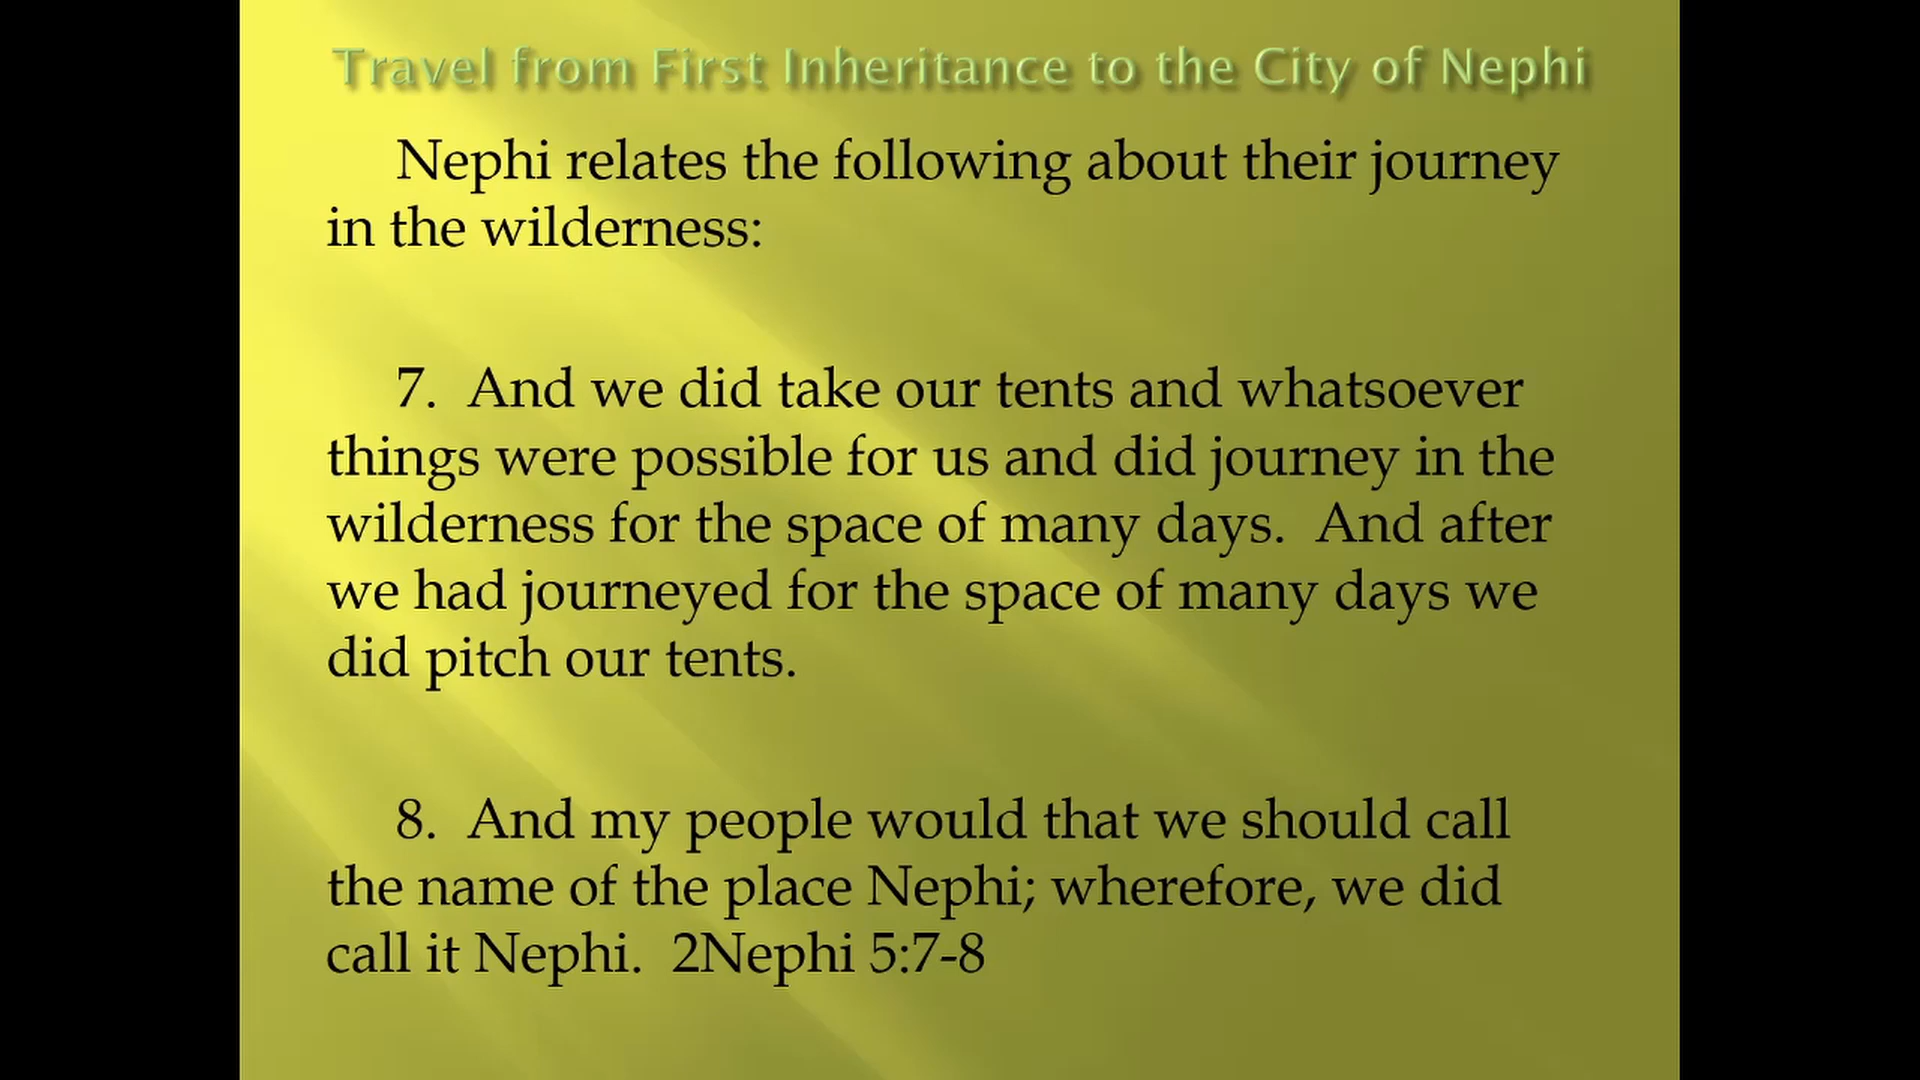 Travel from First Inheritance to the City of Nephi
Nephi relates the following about their journey
in the wilderness:
7.  And we did take our tents and whatsoever
things were possible for us and did journey in the
wilderness for the space of many days.  And after
we had journeyed for the space of many days we
did pitch our tents.
8.  And my people would that we should call
the name of the place Nephi; wherefore, we did
call it Nephi.  2Nephi 5:7-8